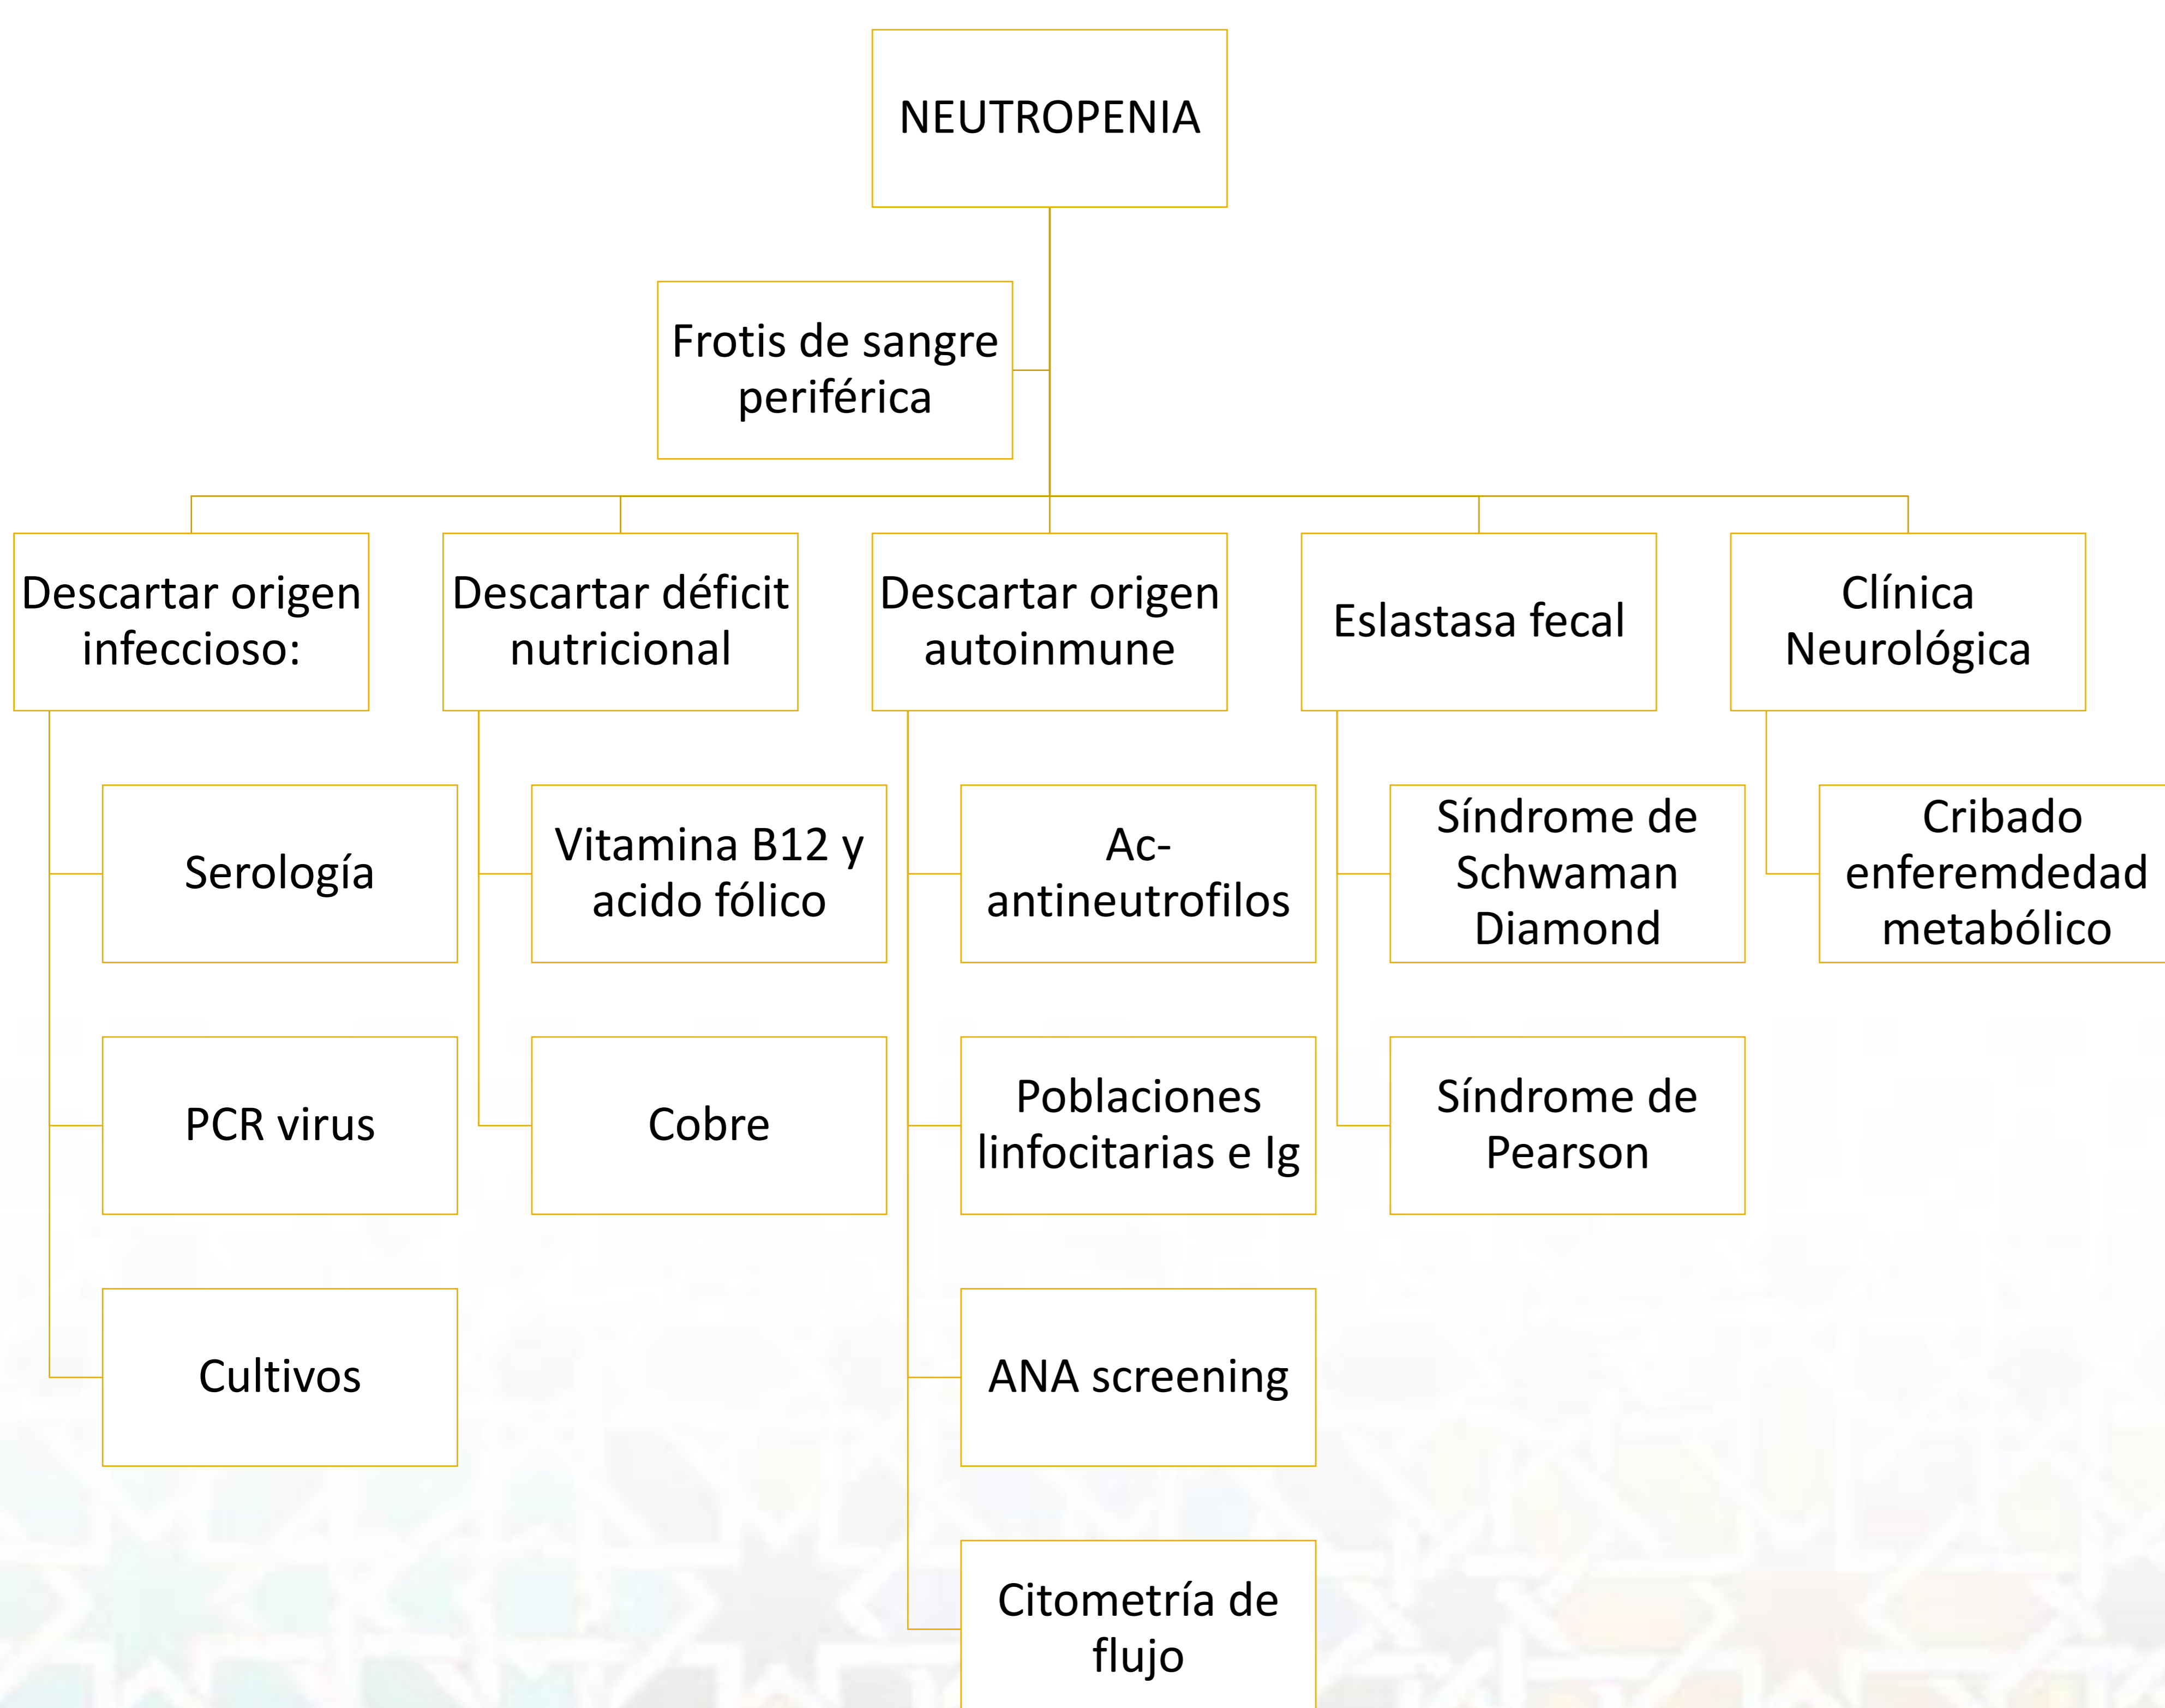 NEUTROPENIA
Frotis de sangre
periférica
Descartar origen
infeccioso:
Serología
PCR virus
Cultivos
Descartar déficit
nutricional
Vitamina B12 y
acido fólico
Cobre
Descartar origen
autoinmune
Ac-
antineutrofilos
Poblaciones
linfocitarias e Ig
ANA screening
Citometría de
flujo
Eslastasa fecal
Síndrome de
Schwaman
Diamond
Síndrome de
Pearson
Clínica
Neurológica
Cribado
enferemdedad
metabólico